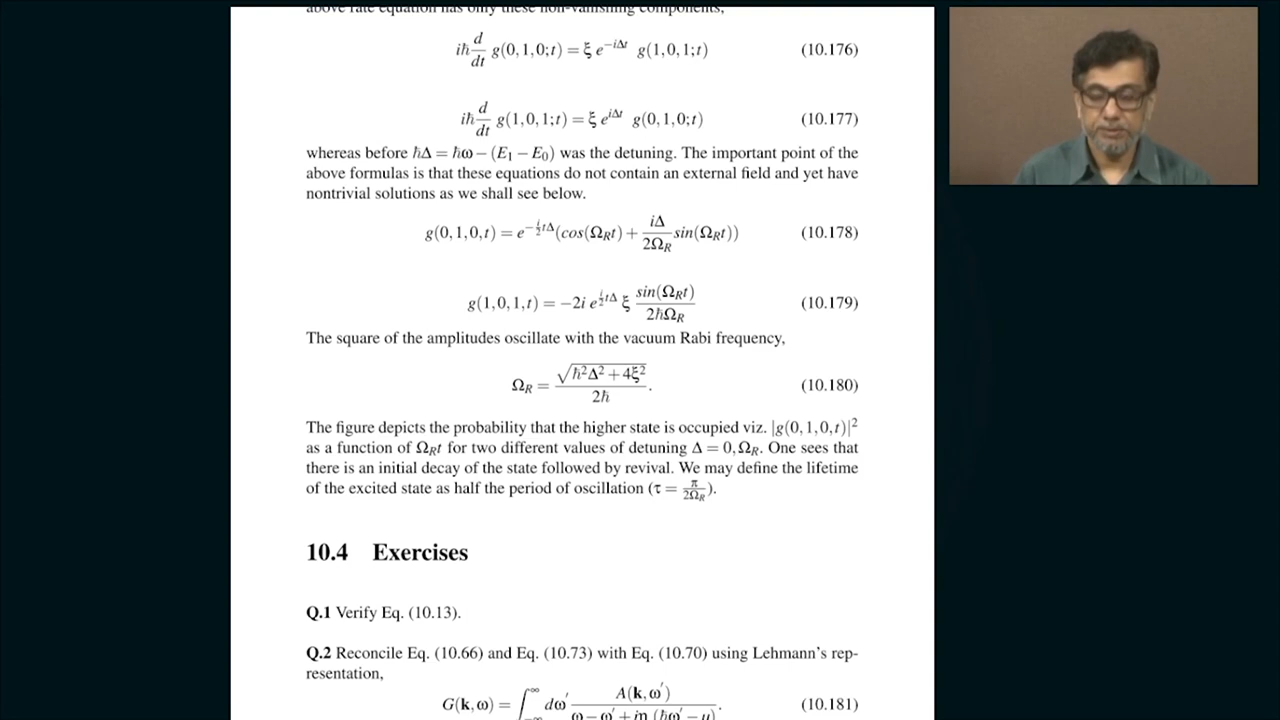 above rate equation has only these non-vanishing components,
iħ d/dt g(0,1,0;t) = ξ e^{−iΔt} g(1,0,1;t) (10.176)
iħ d/dt g(1,0,1;t) = ξ e^{iΔt} g(0,1,0;t) (10.177)
whereas before ħΔ = ħω − (E₁ − E₀) was the detuning. The important point of the
above formulas is that these equations do not contain an external field and yet have
nontrivial solutions as we shall see below.
g(0,1,0,t) = e^{−i/2 tΔ}(cos(Ω_R t) + iΔ/2Ω_R sin(Ω_R t)) (10.178)
g(1,0,1,t) = −2i e^{i/2 tΔ} ξ sin(Ω_R t)/2ħΩ_R (10.179)
The square of the amplitudes oscillate with the vacuum Rabi frequency,
Ω_R = √(ħ²Δ² + 4ξ²)/2ħ. (10.180)
The figure depicts the probability that the higher state is occupied viz. |g(0,1,0,t)|²
as a function of Ω_R t for two different values of detuning Δ = 0,Ω_R. One sees that
there is an initial decay of the state followed by revival. We may define the lifetime
of the excited state as half the period of oscillation (τ = π/2Ω_R).
10.4 Exercises
Q.1 Verify Eq. (10.13).
Q.2 Reconcile Eq. (10.66) and Eq. (10.73) with Eq. (10.70) using Lehmann's rep-
resentation,
G(k,ω) = ∫_{−∞}^{∞} dω′ A(k,ω′)/ω − ω′ + iη (ħω′ − μ). (10.181)